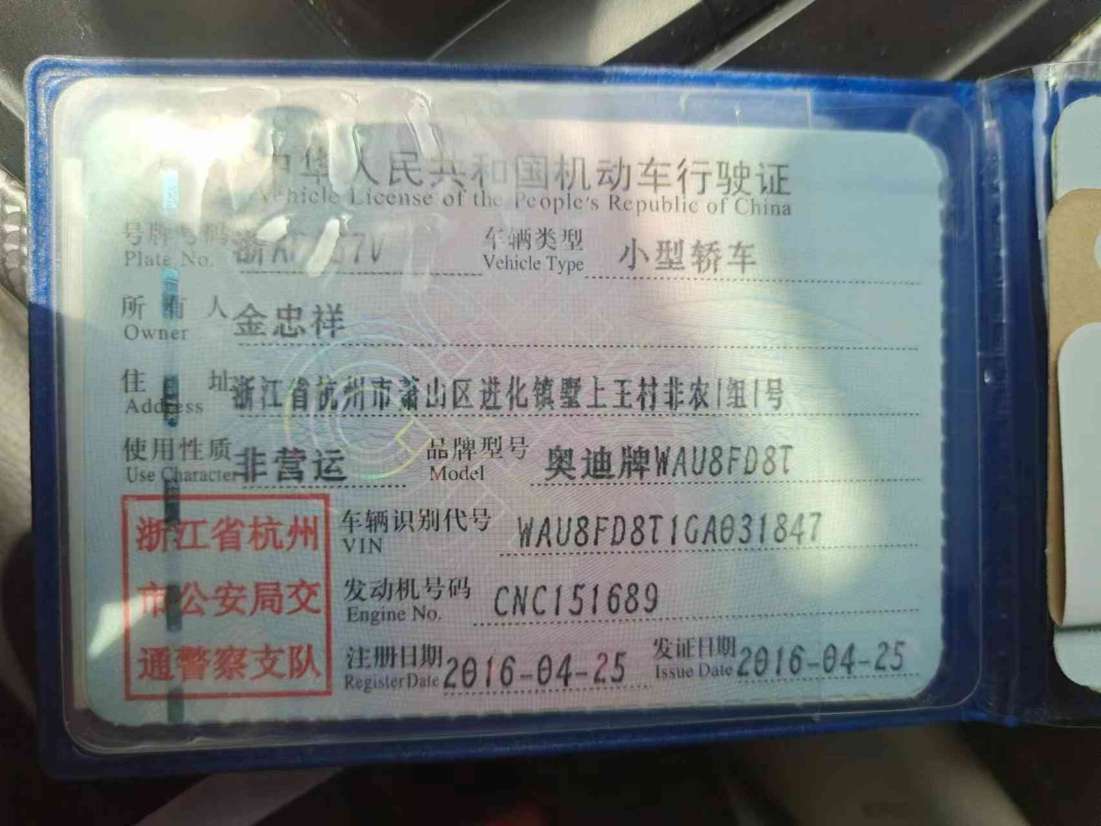 中华人民共和国机动车行驶证
Vehicle License of the People's Republic of China
号牌号码 车辆类型 小型轿车
Plate No. Vehicle Type
所有人 金忠祥
Owner
住址 浙江省杭州市萧山区进化镇墅上王村非农1组1号
Address
使用性质 非营运 品牌型号 奥迪牌WAU8FD8T
Use Character Model
浙江省杭州
市公安局交
通警察支队
车辆识别代号 WAU8FD8T1GA031847
VIN
发动机号码 CNC151689
Engine No.
注册日期 2016-04-25 发证日期 2016-04-25
Register Date Issue Date